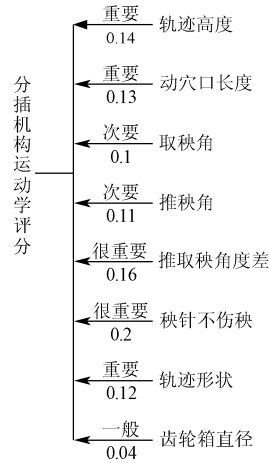 分插机构运动学评分
重要
0.14
轨迹高度
重要
0.13
动穴口长度
次要
0.1
取秧角
次要
0.11
推秧角
很重要
0.16
推取秧角度差
很重要
0.2
秧针不伤秧
重要
0.12
轨迹形状
一般
0.04
齿轮箱直径